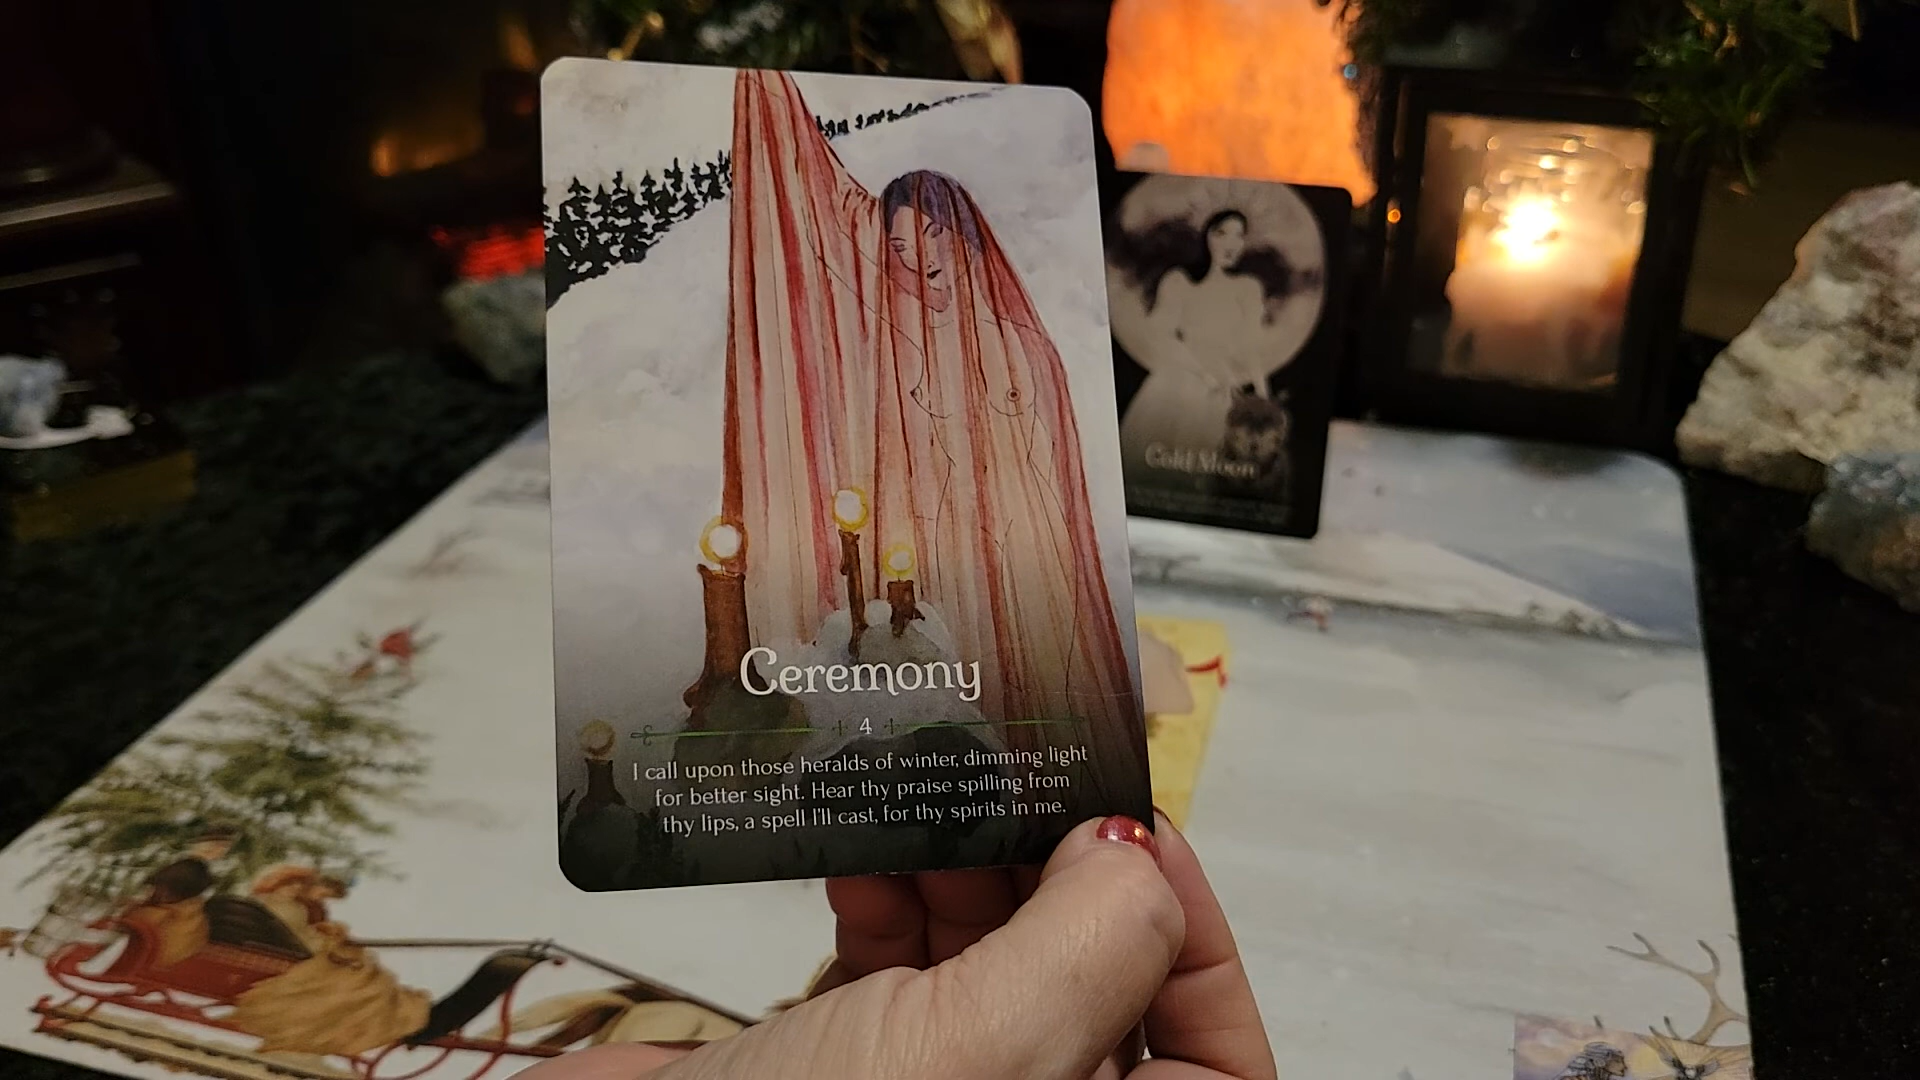 Ceremony
4
I call upon those heralds of winter, dimming light
for better sight. Hear thy praise spilling from
thy lips, a spell I'll cast, for thy spirits in me.
Cold Moon